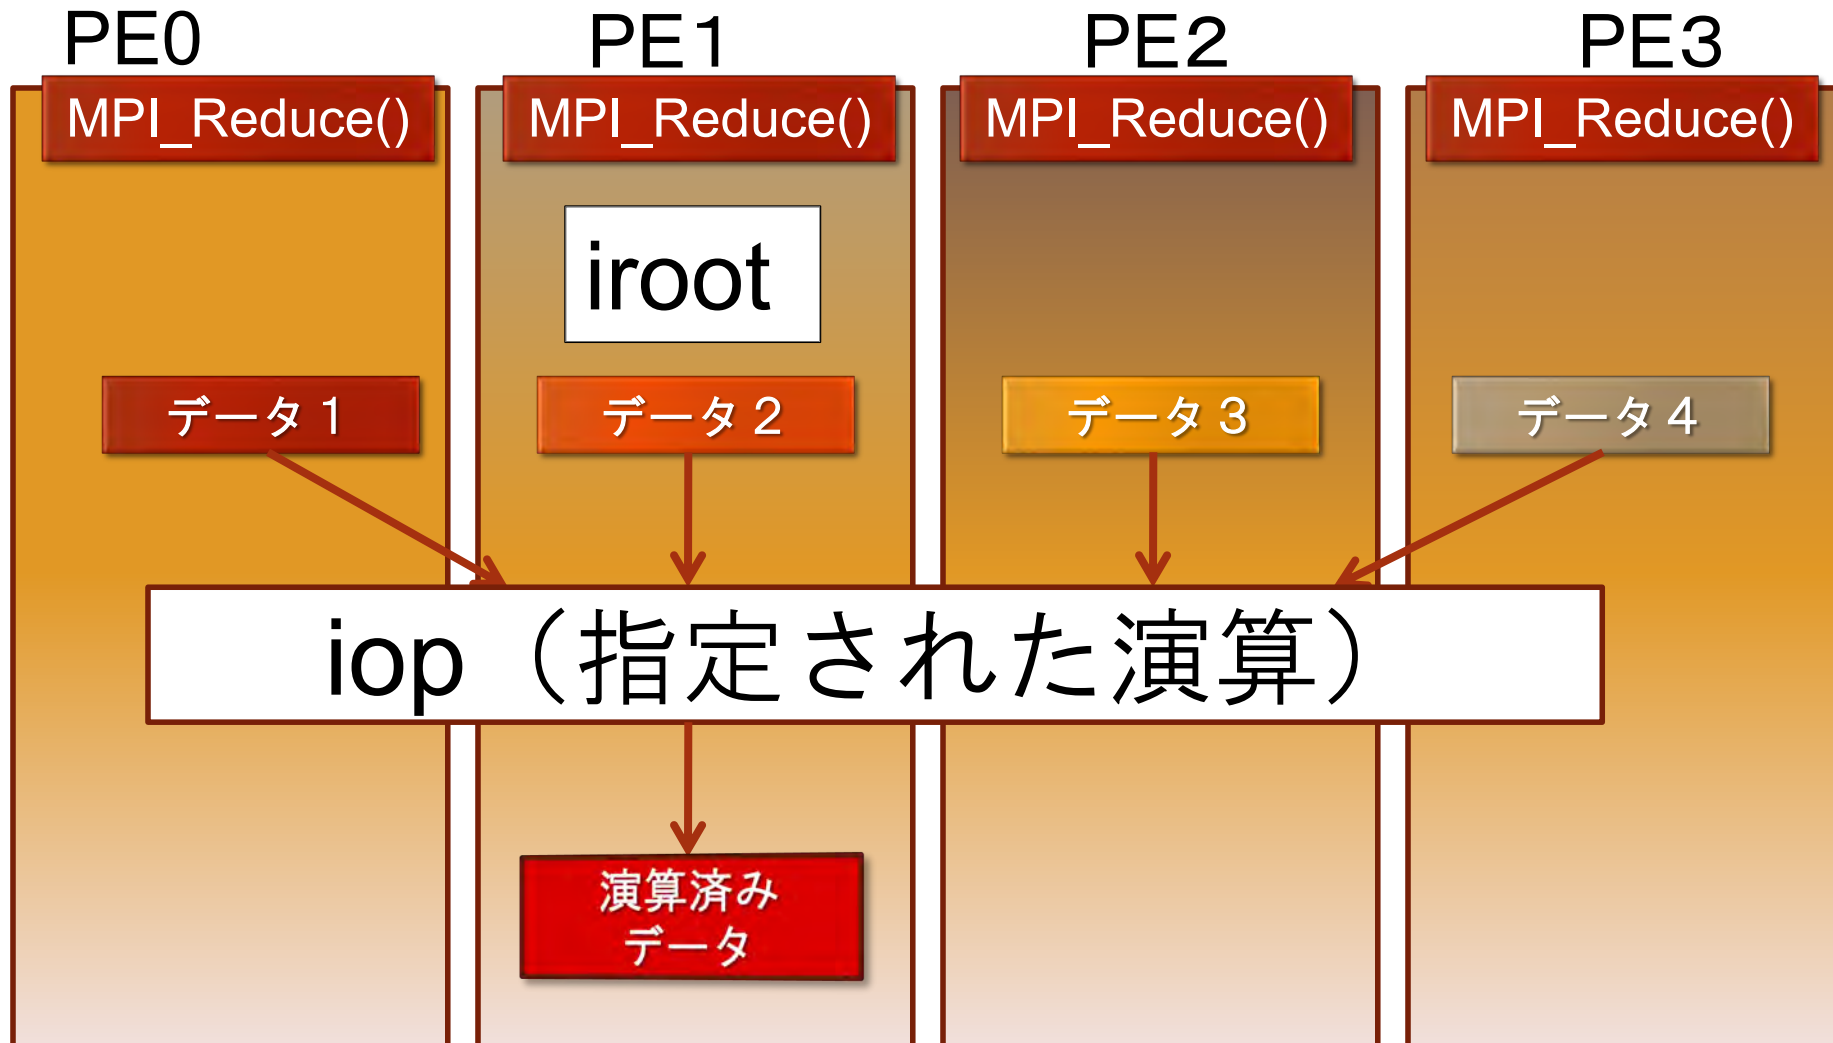 PE0
PE1
PE2
PE3
MPI_Reduce()
MPI_Reduce()
MPI_Reduce()
MPI_Reduce()
iroot
データ1
データ2
データ3
データ4
iop（指定された演算）
演算済み
データ